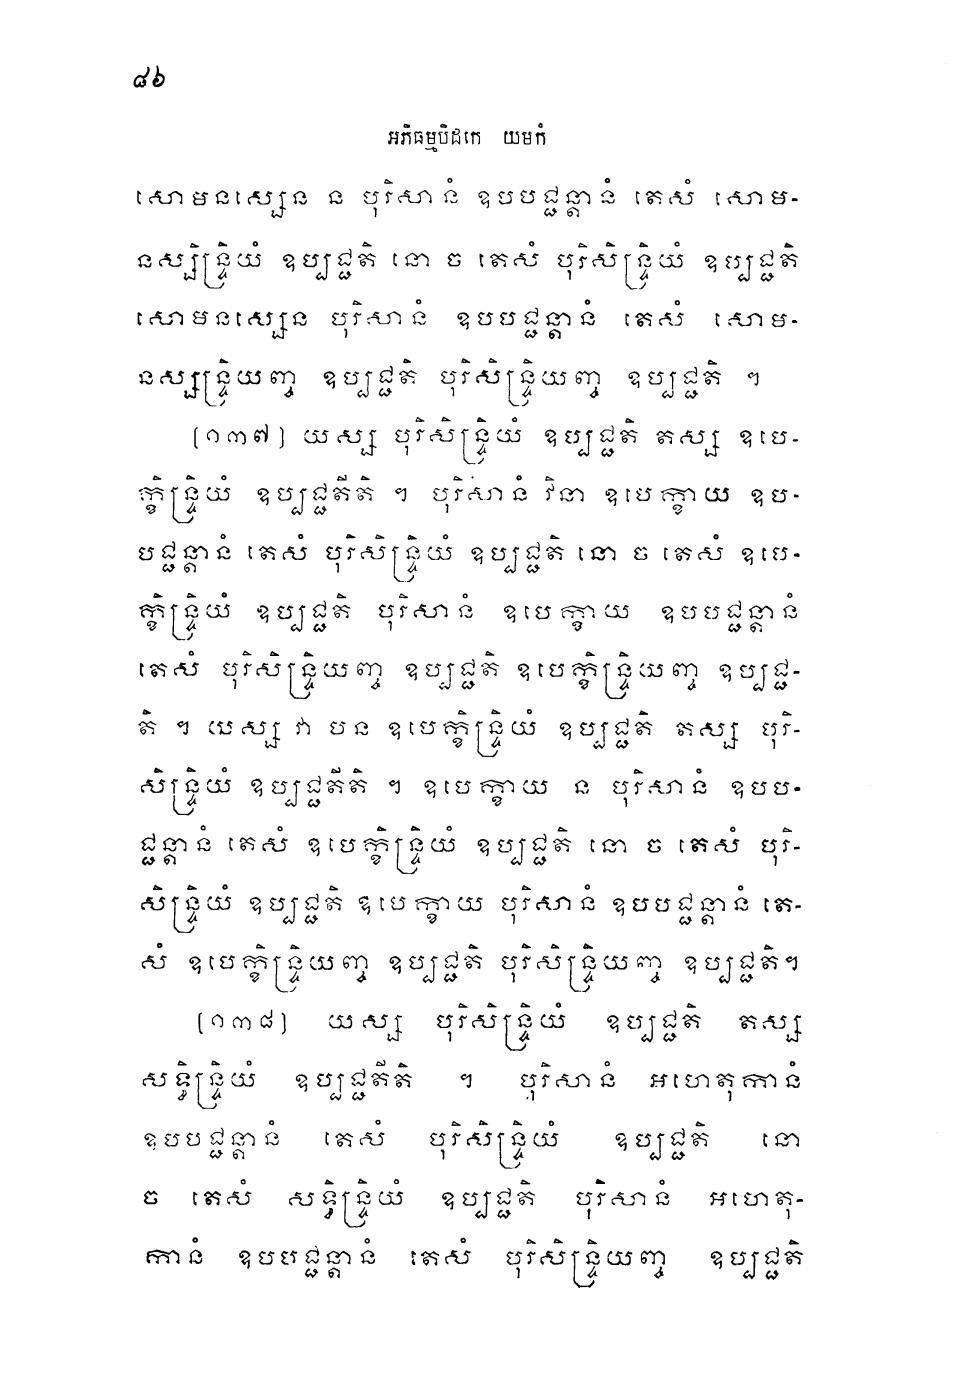 ៨៦
អភិធម្មបិដកេ យមកំ
សោមនស្សេន ន បុរិសានំ ឧបបជ្ជន្តានំ តេសំ សោម-
នស្សិន្ទ្រិយំ ឧប្បជ្ជតិ នោ ច តេសំ បុរិសិន្ទ្រិយំ ឧប្បជ្ជតិ
សោមនស្សេន បុរិសានំ ឧបបជ្ជន្តានំ តេសំ សោម-
នស្សន្ទ្រិយញ្ច ឧប្បជ្ជតិ បុរិសិន្ទ្រិយញ្ច ឧប្បជ្ជតិ ។
(១៣៧) យស្ស បុរិសិន្ទ្រិយំ ឧប្បជ្ជតិ តស្ស ឧបេ-
ក្ខិន្ទ្រិយំ ឧប្បជ្ជតីតិ ។ បុរិសានំ វិនា ឧបេក្ខាយ ឧប-
បជ្ជន្តានំ តេសំ បុរិសិន្ទ្រិយំ ឧប្បជ្ជតិ នោ ច តេសំ ឧបេ-
ក្ខិន្ទ្រិយំ ឧប្បជ្ជតិ បុរិសានំ ឧបេក្ខាយ ឧបបជ្ជន្តានំ
តេសំ បុរិសិន្ទ្រិយញ្ច ឧប្បជ្ជតិ ឧបេក្ខិន្ទ្រិយញ្ច ឧប្បជ្ជ-
តិ ។ យស្ស វា បន ឧបេក្ខិន្ទ្រិយំ ឧប្បជ្ជតិ តស្ស បុរិ-
សិន្ទ្រិយំ ឧប្បជ្ជតីតិ ។ ឧបេក្ខាយ ន បុរិសានំ ឧបប-
ជ្ជន្តានំ តេសំ ឧបេក្ខិន្ទ្រិយំ ឧប្បជ្ជតិ នោ ច តេសំ បុរិ-
សិន្ទ្រិយំ ឧប្បជ្ជតិ ឧបេក្ខាយ បុរិសានំ ឧបបជ្ជន្តានំ តេ-
សំ ឧបេក្ខិន្ទ្រិយញ្ច ឧប្បជ្ជតិ បុរិសិន្ទ្រិយញ្ច ឧប្បជ្ជតិ។
(១៣៨) យស្ស បុរិសិន្ទ្រិយំ ឧប្បជ្ជតិ តស្ស
សទ្ធិន្ទ្រិយំ ឧប្បជ្ជតីតិ ។ បុរិសានំ អហេតុកានំ
ឧបបជ្ជន្តានំ តេសំ បុរិសិន្ទ្រិយំ ឧប្បជ្ជតិ នោ
ច តេសំ សទ្ធិន្ទ្រិយំ ឧប្បជ្ជតិ បុរិសានំ អហេតុ-
កានំ ឧបបជ្ជន្តានំ តេសំ បុរិសិន្ទ្រិយញ្ច ឧប្បជ្ជតិ